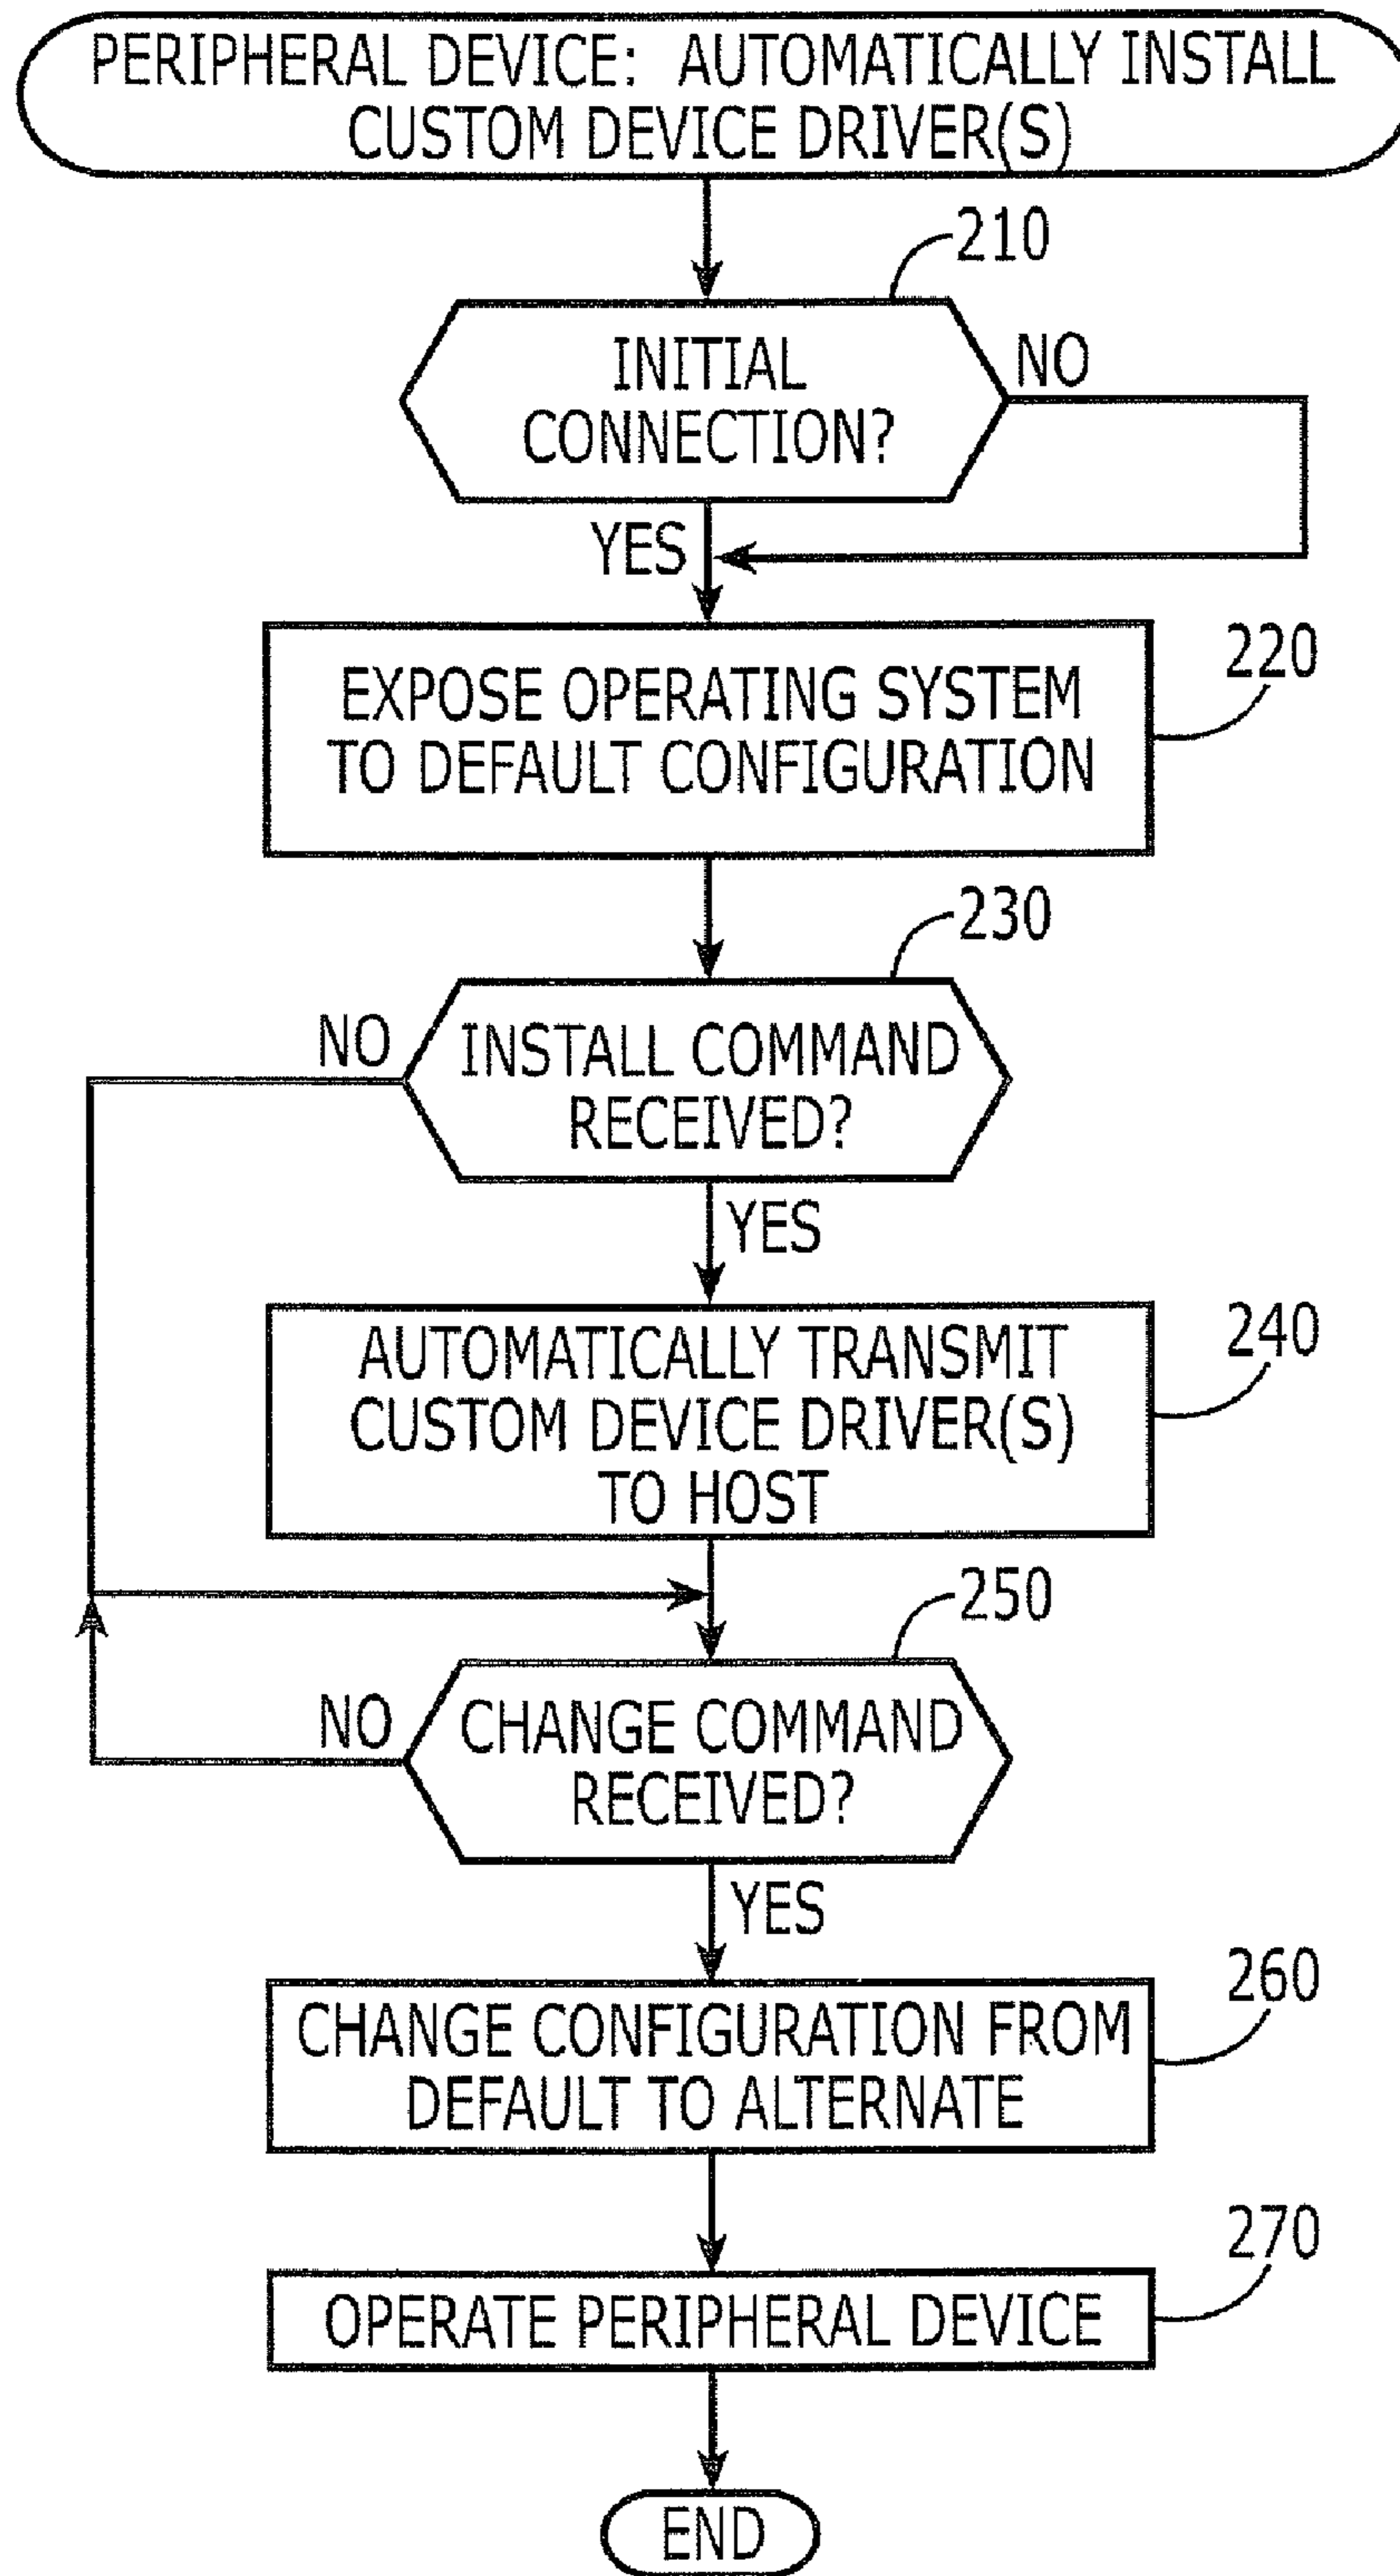 PERIPHERAL DEVICE: AUTOMATICALLY INSTALL
CUSTOM DEVICE DRIVER(S)
210
INITIAL
CONNECTION?
NO
YES
EXPOSE OPERATING SYSTEM
TO DEFAULT CONFIGURATION
220
230
NO
INSTALL COMMAND
RECEIVED?
YES
AUTOMATICALLY TRANSMIT
CUSTOM DEVICE DRIVER(S)
TO HOST
240
250
NO
CHANGE COMMAND
RECEIVED?
YES
CHANGE CONFIGURATION FROM
DEFAULT TO ALTERNATE
260
OPERATE PERIPHERAL DEVICE
270
END